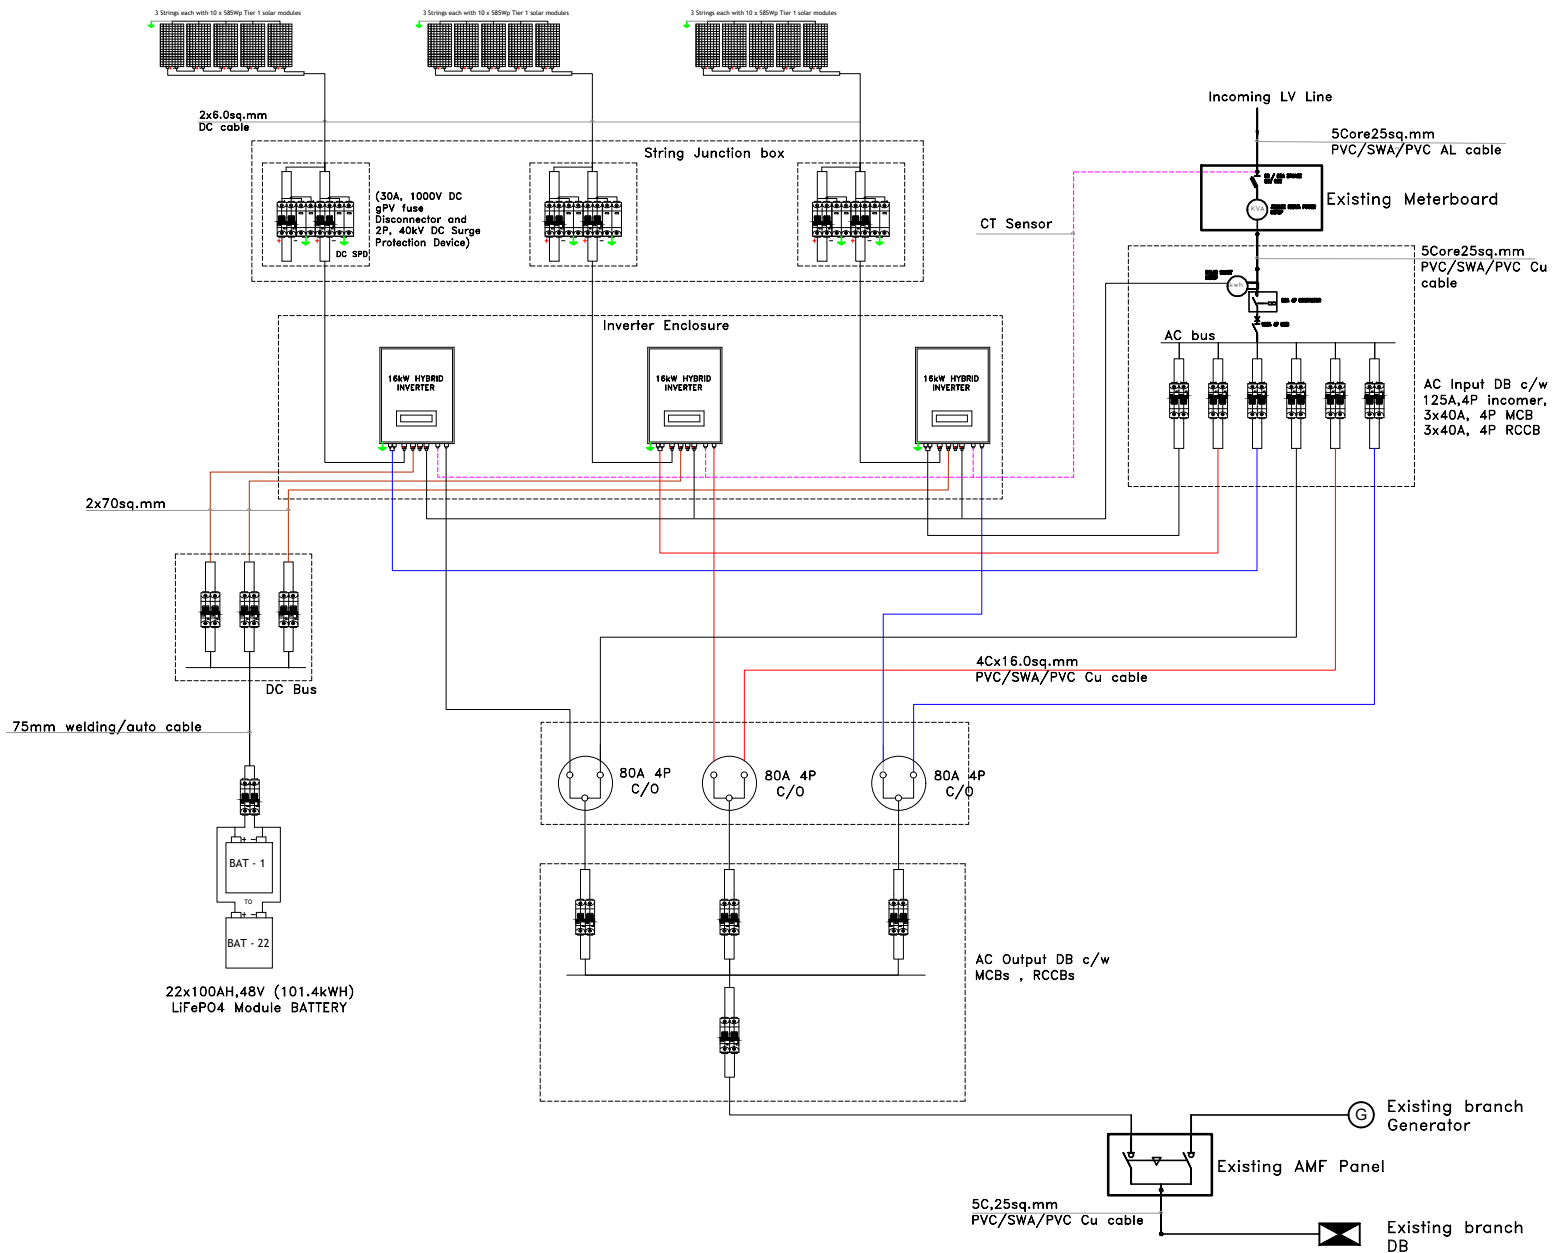 3 Strings each with 10 x 585Wp Tier 1 solar modules
3 Strings each with 10 x 585Wp Tier 1 solar modules
3 Strings each with 10 x 585Wp Tier 1 solar modules
Incoming LV Line
2x6.0sq.mm
DC cable
5Core25sq.mm
PVC/SWA/PVC AL cable
String Junction box
(30A, 1000V DC
gPV fuse
Disconnector and
2P, 40kV DC Surge
Protection Device)
DC SPD
Existing Meterboard
KVA
CT Sensor
5Core25sq.mm
PVC/SWA/PVC Cu
cable
kwh
Inverter Enclosure
AC bus
16kW HYBRID
INVERTER
16kW HYBRID
INVERTER
16kW HYBRID
INVERTER
AC Input DB c/w
125A,4P incomer,
3x40A, 4P MCB
3x40A, 4P RCCB
2x70sq.mm
DC Bus
4Cx16.0sq.mm
PVC/SWA/PVC Cu cable
75mm welding/auto cable
80A 4P
C/O
80A 4P
C/O
80A 4P
C/O
BAT - 1
TO
BAT - 22
22x100AH,48V (101.4kWH)
LiFePO4 Module BATTERY
AC Output DB c/w
MCBs , RCCBs
G
Existing branch
Generator
Existing AMF Panel
5C,25sq.mm
PVC/SWA/PVC Cu cable
Existing branch
DB